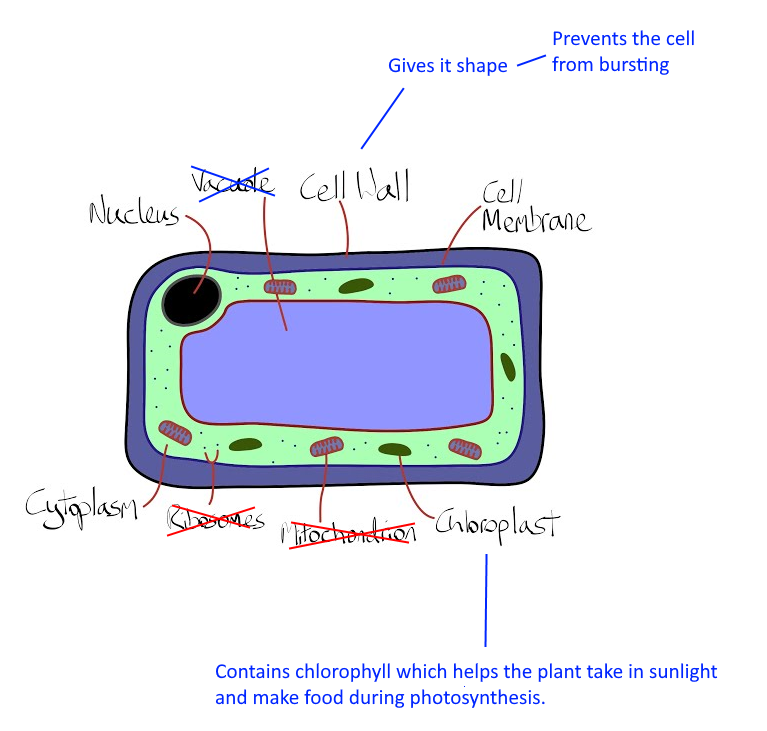 Prevents the cell
from bursting
Gives it shape
Vacuole
Cell Wall
Cell
Membrane
Nucleus
Cytoplasm
Ribosomes
Mitochondrion
Chloroplast
Contains chlorophyll which helps the plant take in sunlight
and make food during photosynthesis.